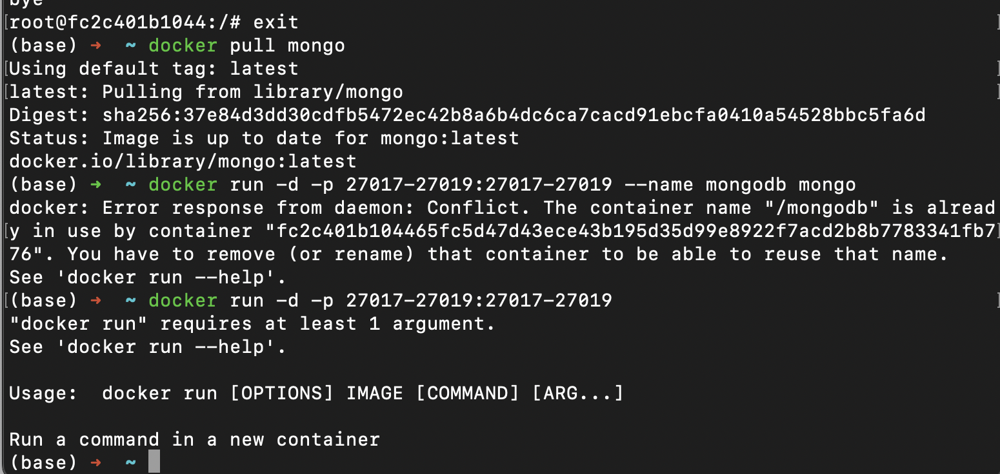 bye
[root@fc2c401b1044:/# exit ]
(base) ➜  ~ docker pull mongo
[Using default tag: latest ]
[latest: Pulling from library/mongo ]
Digest: sha256:37e84d3dd30cdfb5472ec42b8a6b4dc6ca7cacd91ebcfa0410a54528bbc5fa6d
Status: Image is up to date for mongo:latest
docker.io/library/mongo:latest
(base) ➜  ~ docker run -d -p 27017-27019:27017-27019 --name mongodb mongo
docker: Error response from daemon: Conflict. The container name "/mongodb" is alread
[y in use by container "fc2c401b104465fc5d47d43ece43b195d35d99e8922f7acd2b8b7783341fb7]
76". You have to remove (or rename) that container to be able to reuse that name.
See 'docker run --help'.
[(base) ➜  ~ docker run -d -p 27017-27019:27017-27019 ]
"docker run" requires at least 1 argument.
See 'docker run --help'.

Usage:  docker run [OPTIONS] IMAGE [COMMAND] [ARG...]

Run a command in a new container
(base) ➜  ~